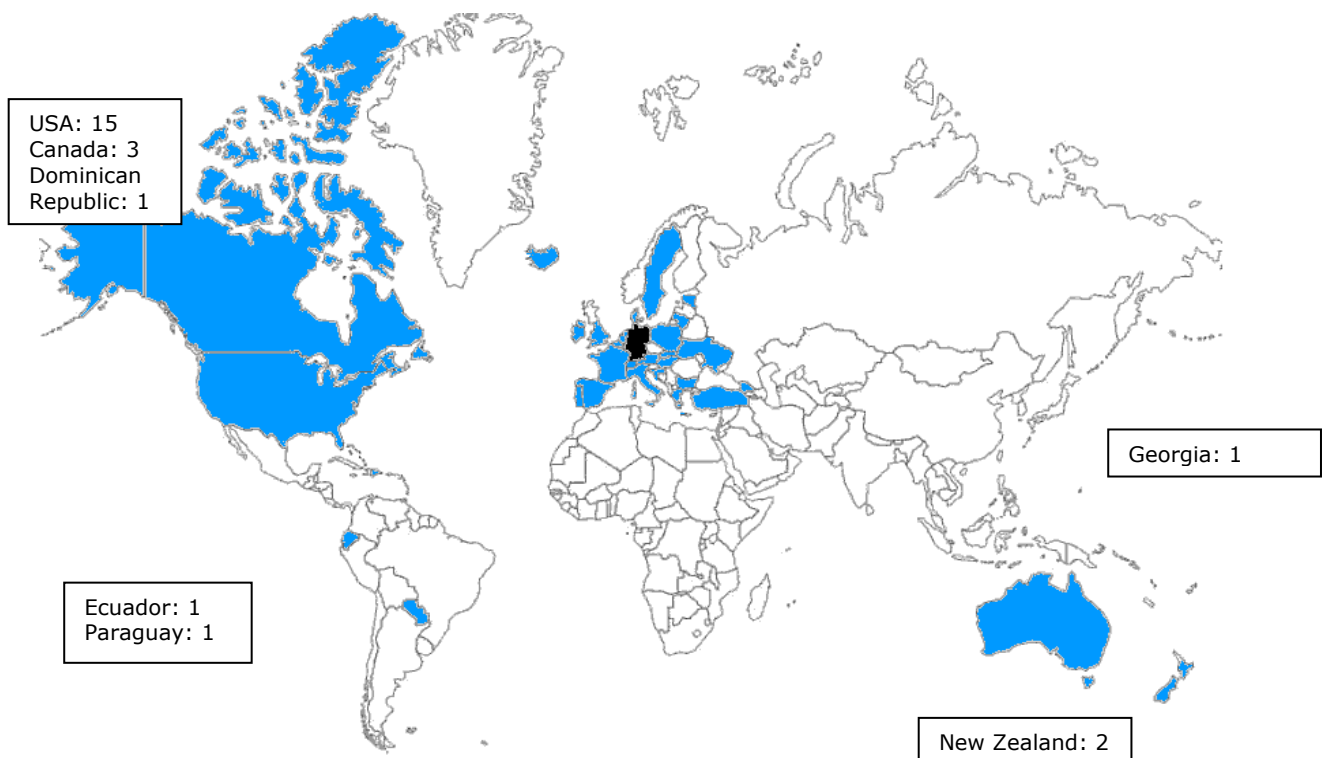 USA: 15
Canada: 3
Dominican
Republic: 1
Georgia: 1
Ecuador: 1
Paraguay: 1
New Zealand: 2